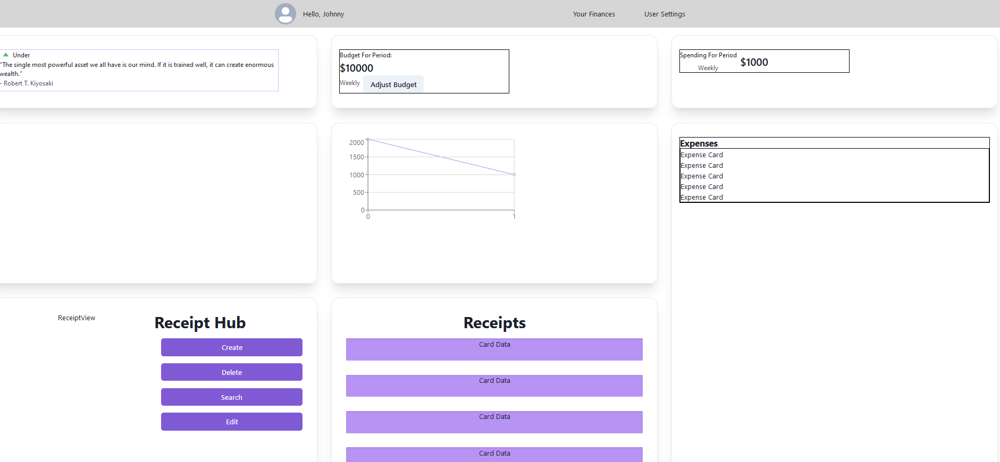 Hello, Johnny
Your Finances
User Settings
Under
"The single most powerful asset we all have is our mind. If it is trained well, it can create enormous
wealth."
- Robert T. Kiyosaki
Budget For Period:
$10000
Weekly
Adjust Budget
Spending For Period
Weekly
$1000
2000
1500
1000
500
0
0
1
Expenses
Expense Card
Expense Card
Expense Card
Expense Card
Expense Card
ReceiptView
Receipt Hub
Create
Delete
Search
Edit
Receipts
Card Data
Card Data
Card Data
Card Data